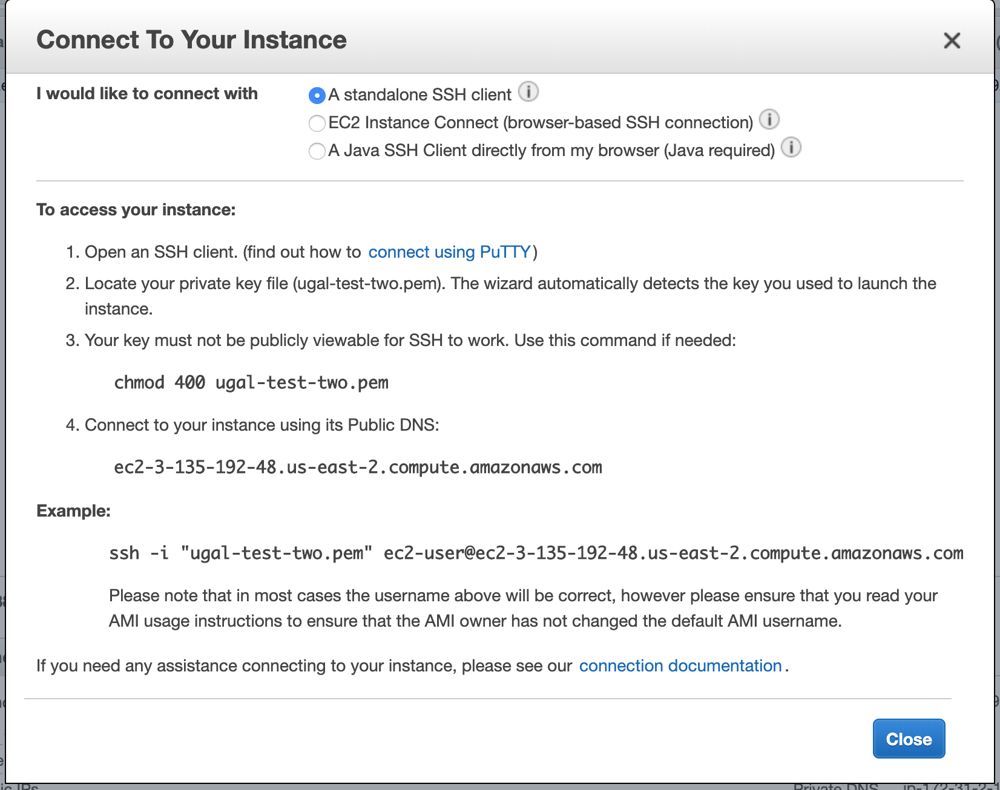 Connect To Your Instance
I would like to connect with
A standalone SSH client
EC2 Instance Connect (browser-based SSH connection)
A Java SSH Client directly from my browser (Java required)
To access your instance:
1. Open an SSH client. (find out how to connect using PuTTY)
2. Locate your private key file (ugal-test-two.pem). The wizard automatically detects the key you used to launch the
instance.
3. Your key must not be publicly viewable for SSH to work. Use this command if needed:
chmod 400 ugal-test-two.pem
4. Connect to your instance using its Public DNS:
ec2-3-135-192-48.us-east-2.compute.amazonaws.com
Example:
ssh -i "ugal-test-two.pem" ec2-user@ec2-3-135-192-48.us-east-2.compute.amazonaws.com
Please note that in most cases the username above will be correct, however please ensure that you read your
AMI usage instructions to ensure that the AMI owner has not changed the default AMI username.
If you need any assistance connecting to your instance, please see our connection documentation.
Close
IPs Private DNS